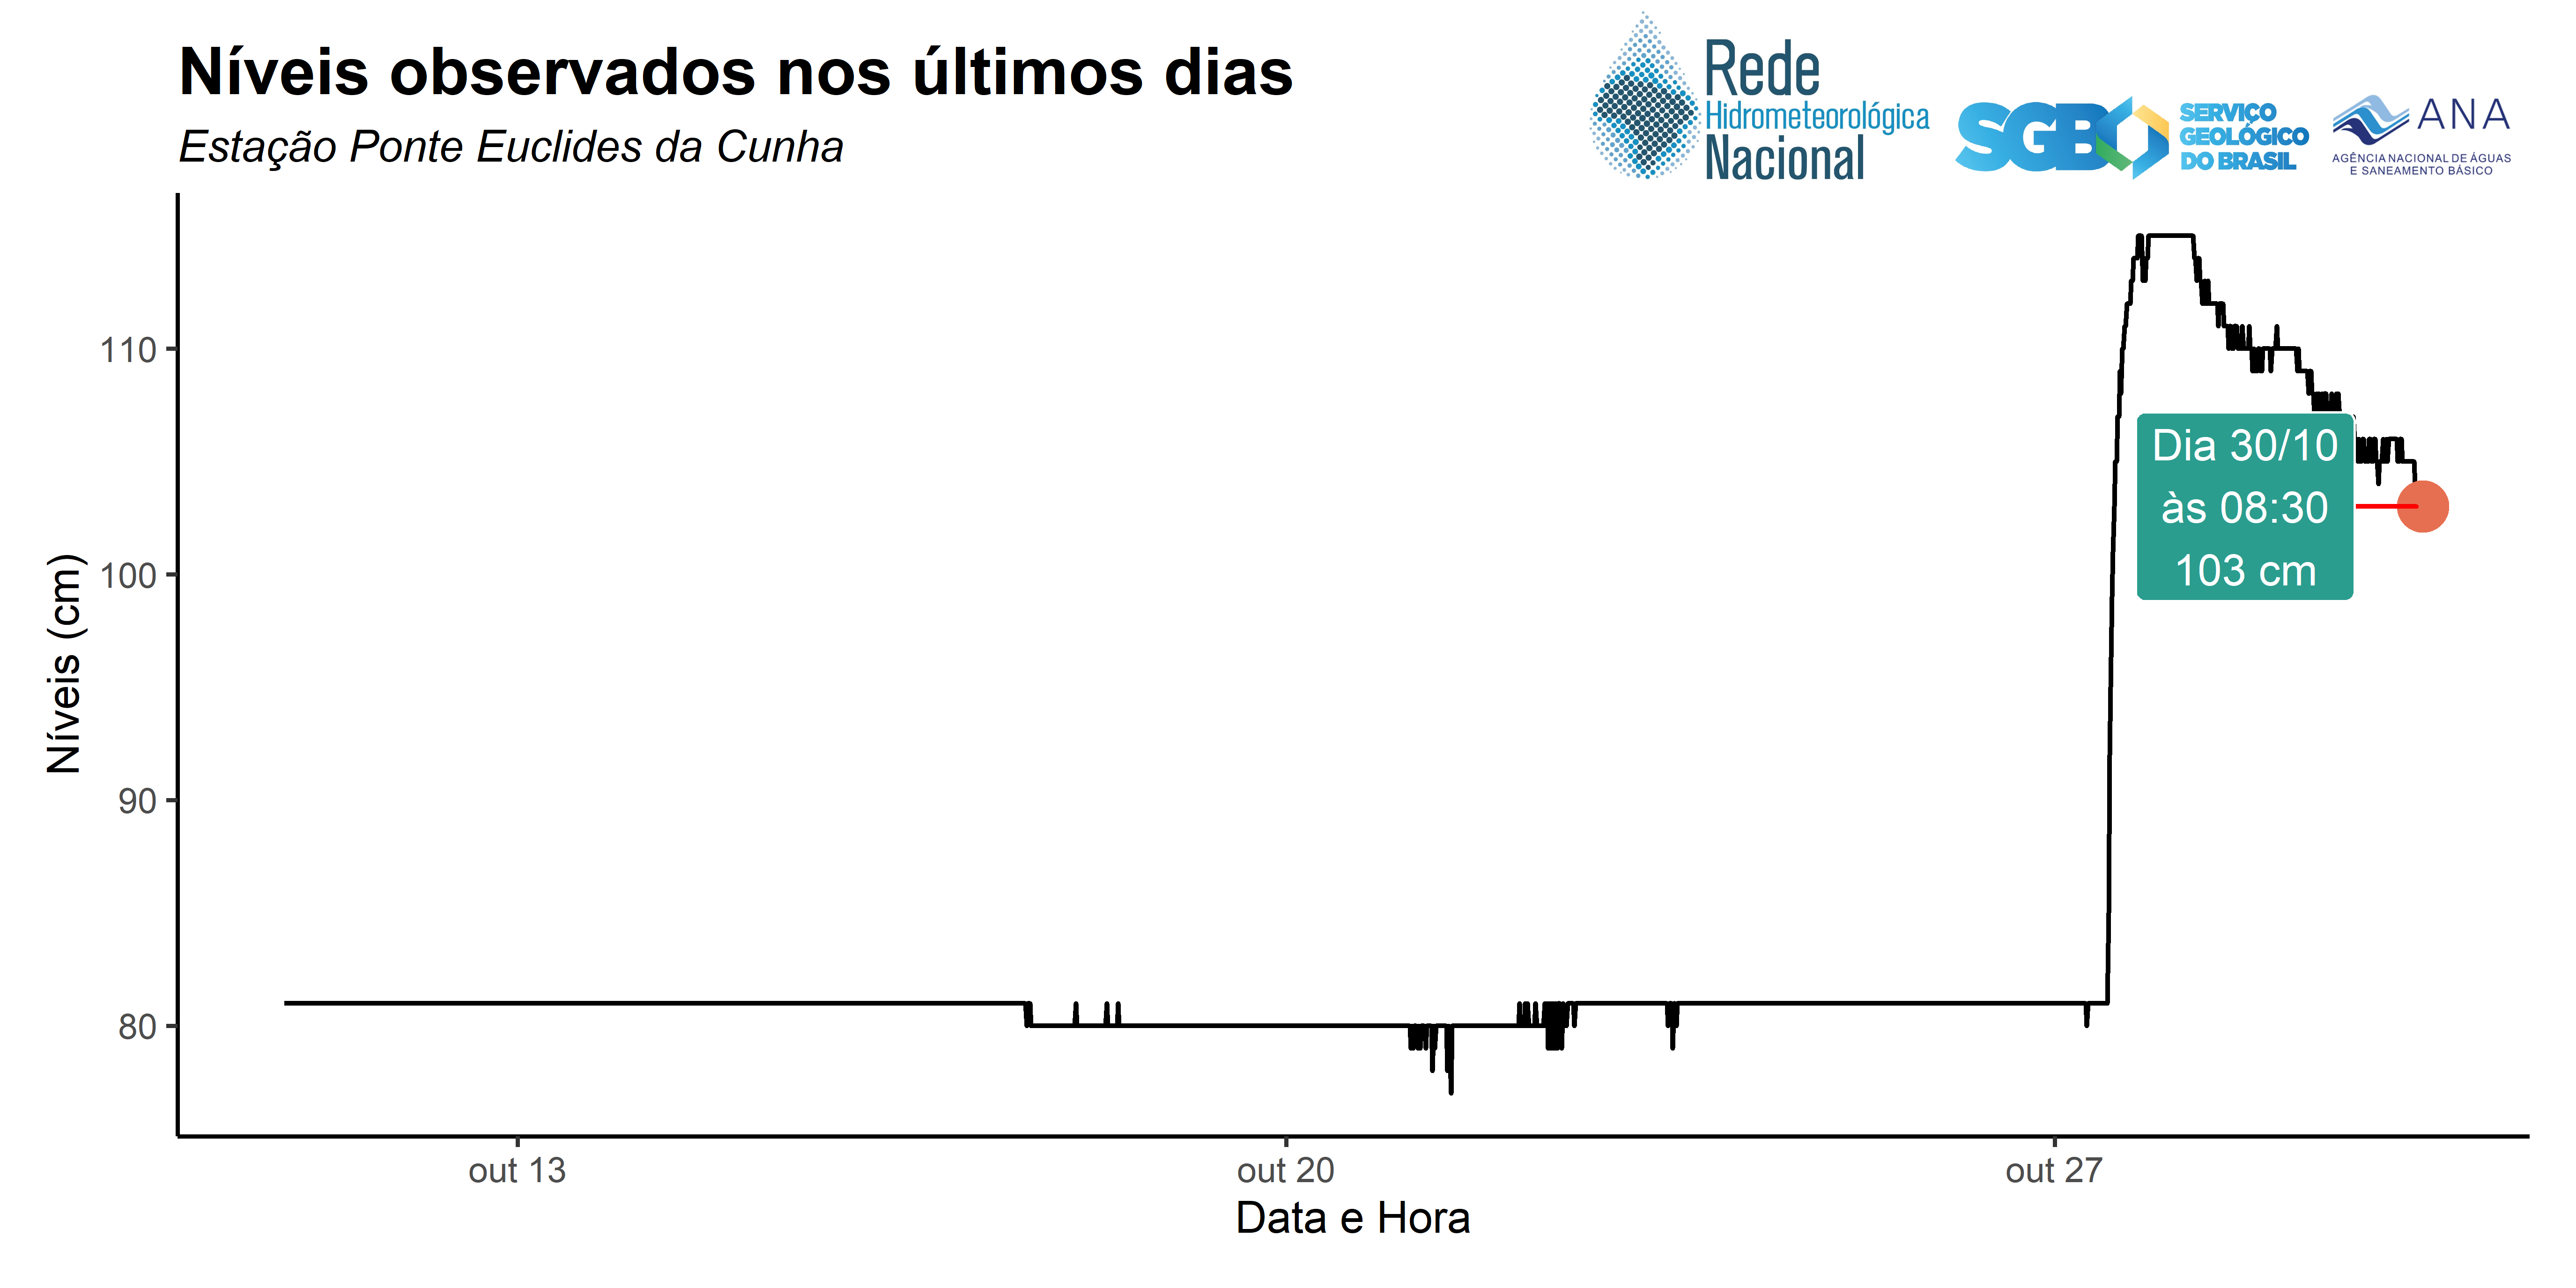 Níveis observados nos últimos dias
Estação Ponte Euclides da Cunha
Rede
Hidrometeorológica
Nacional
SGB
SERVIÇO
GEOLÓGICO
DO BRASIL
ANA
AGÊNCIA NACIONAL DE ÁGUAS
E SANEAMENTO BÁSICO
Níveis (cm)
110
100
90
80
Dia 30/10
às 08:30
103 cm
out 13
out 20
out 27
Data e Hora